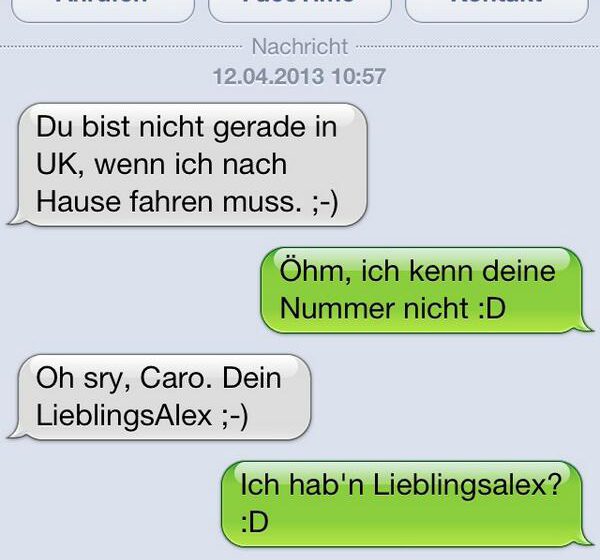 Nachricht
12.04.2013 10:57
Du bist nicht gerade in
UK, wenn ich nach
Hause fahren muss. ;-)
Öhm, ich kenn deine
Nummer nicht :D
Oh sry, Caro. Dein
LieblingsAlex ;-)
Ich hab'n Lieblingsalex?
:D